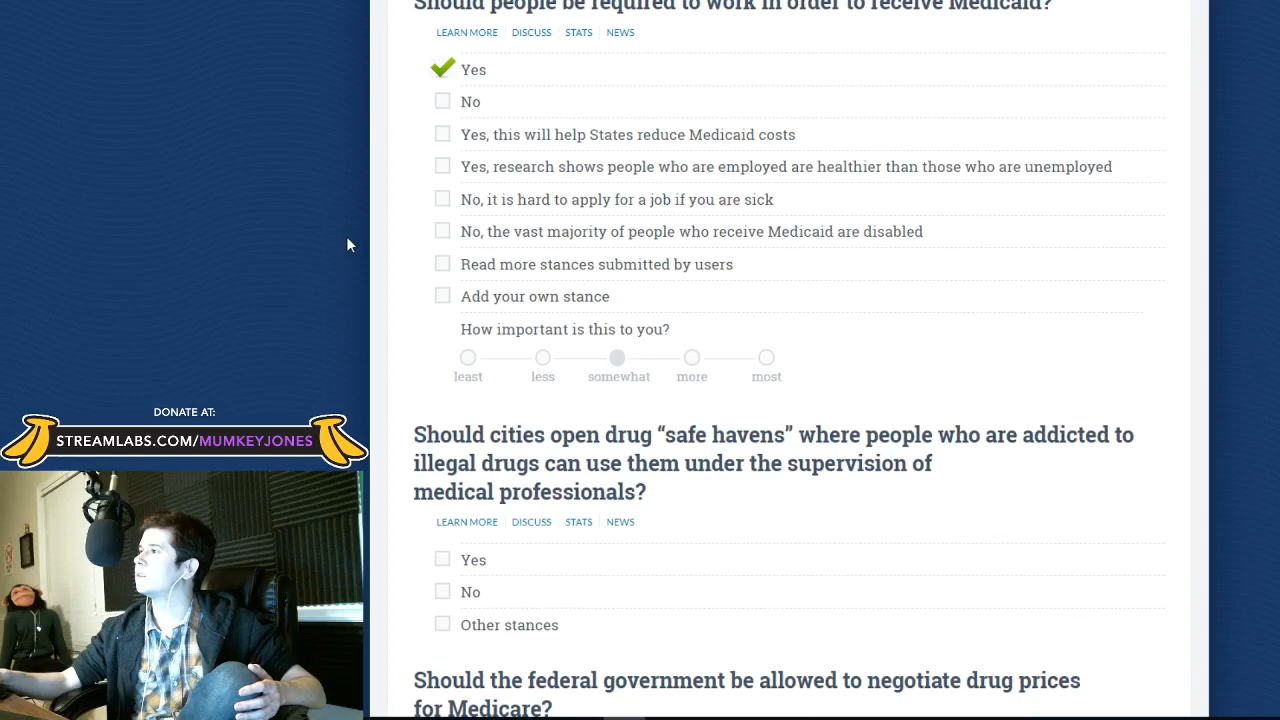 Should people be required to work in order to receive Medicaid?
LEARN MORE DISCUSS STATS NEWS
Yes
No
Yes, this will help States reduce Medicaid costs
Yes, research shows people who are employed are healthier than those who are unemployed
No, it is hard to apply for a job if you are sick
No, the vast majority of people who receive Medicaid are disabled
Read more stances submitted by users
Add your own stance
How important is this to you?
least less somewhat more most
DONATE AT:
STREAMLABS.COM/MUMKEYJONES
Should cities open drug “safe havens” where people who are addicted to
illegal drugs can use them under the supervision of
medical professionals?
LEARN MORE DISCUSS STATS NEWS
Yes
No
Other stances
Should the federal government be allowed to negotiate drug prices
for Medicare?